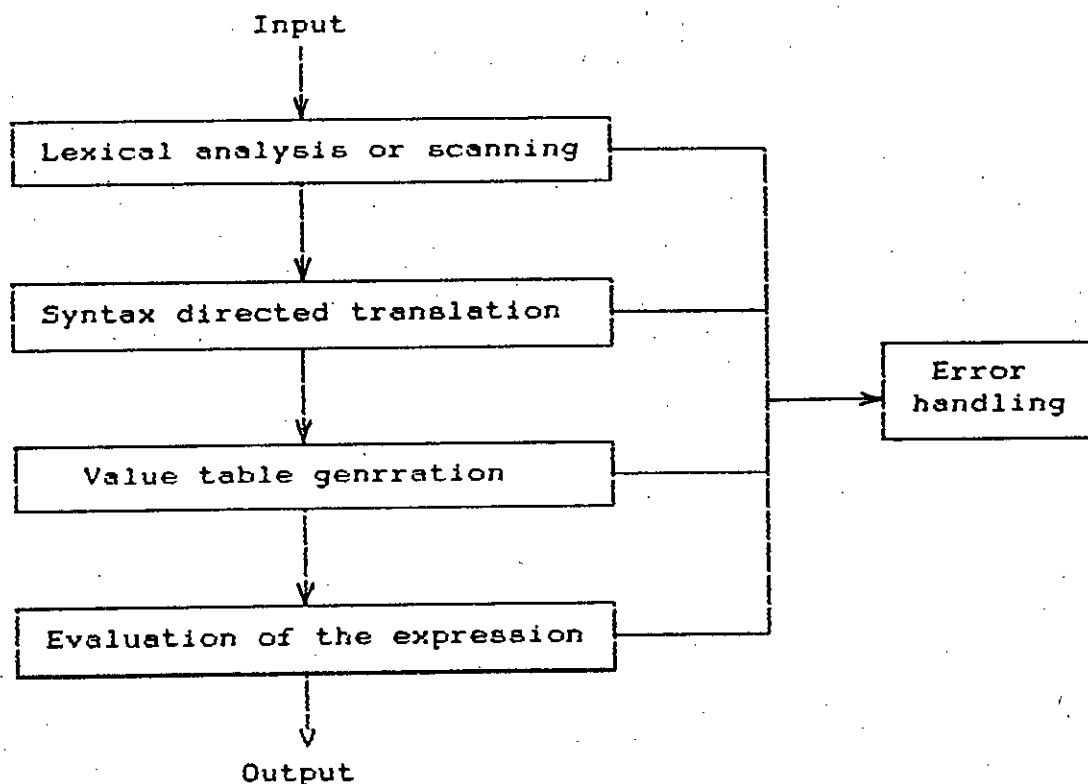 Input
Lexical analysis or scanning
Syntax directed translation
Error
handling
Value table genrration
Evaluation of the expression
Output